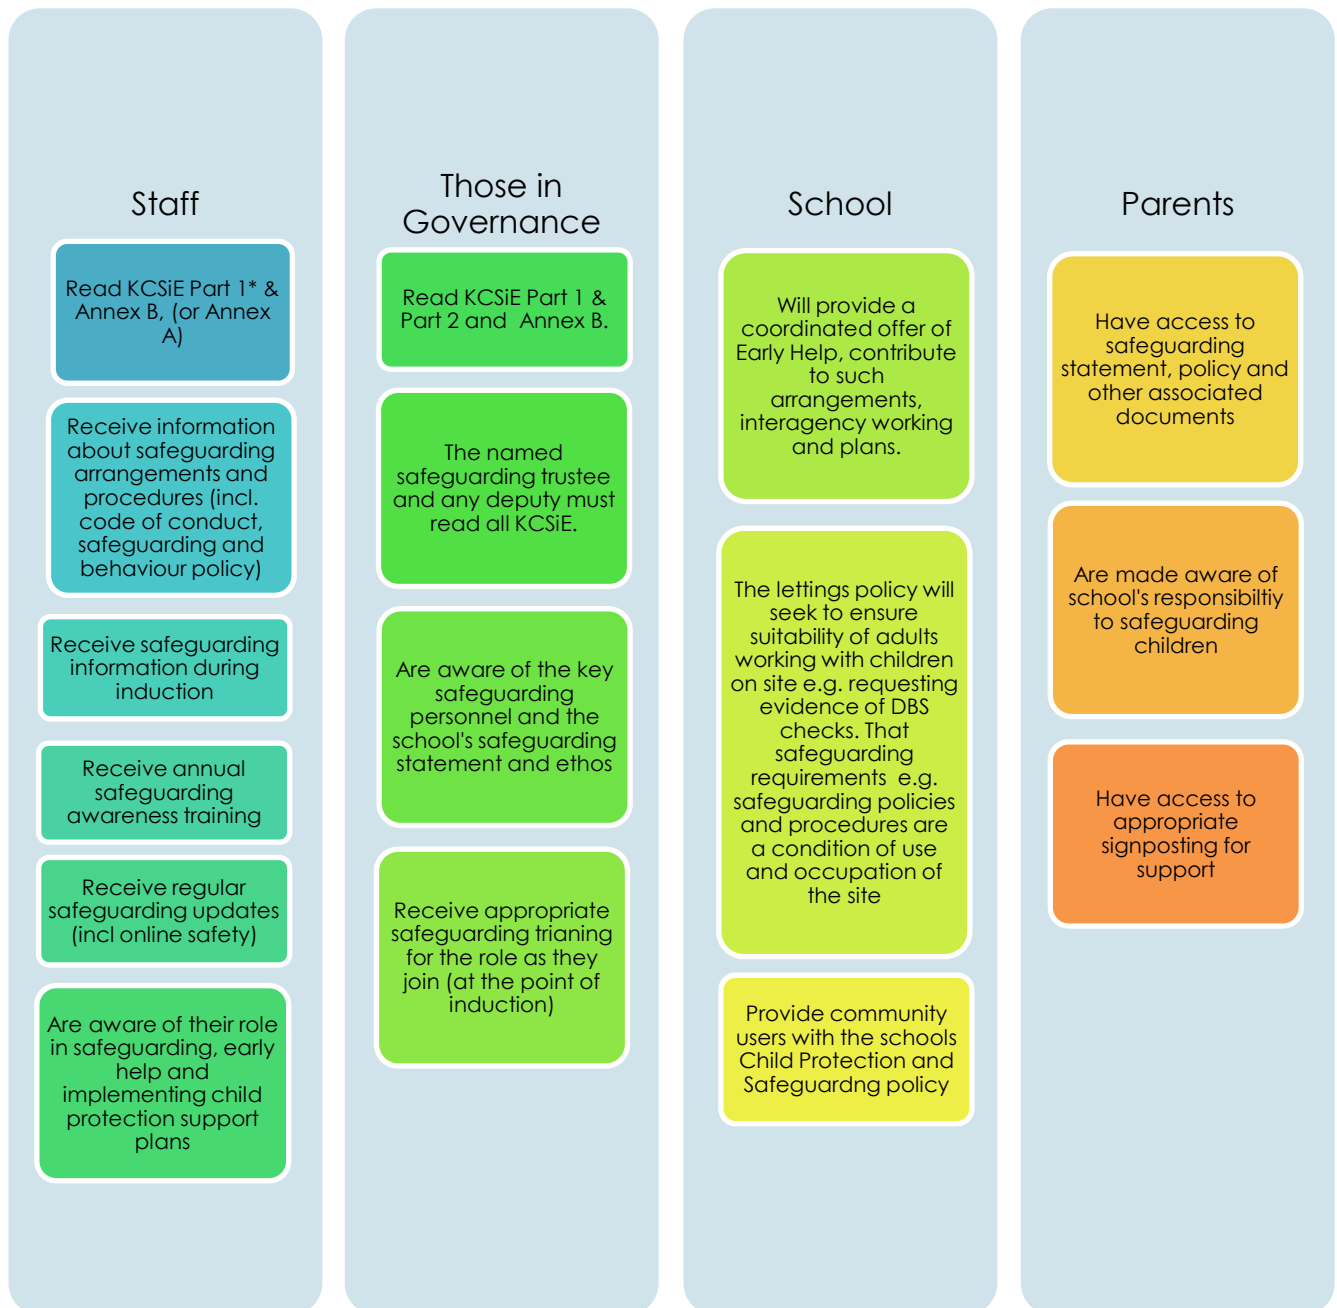 Staff
Read KCSiE Part 1* &
Annex B, (or Annex
A)
Receive information
about safeguarding
arrangements and
procedures (incl.
code of conduct,
safeguarding and
behaviour policy)
Receive safeguarding
information during
induction
Receive annual
safeguarding
awareness training
Receive regular
safeguarding updates
(incl online safety)
Are aware of their role
in safeguarding, early
help and
implementing child
protection support
plans
Those in
Governance
Read KCSiE Part 1 &
Part 2 and Annex B.
The named
safeguarding trustee
and any deputy must
read all KCSiE.
Are aware of the key
safeguarding
personnel and the
school's safeguarding
statement and ethos
Receive appropriate
safeguarding trianing
for the role as they
join (at the point of
induction)
School
Will provide a
coordinated offer of
Early Help, contribute
to such
arrangements,
interagency working
and plans.
The lettings policy will
seek to ensure
suitability of adults
working with children
on site e.g. requesting
evidence of DBS
checks. That
safeguarding
requirements e.g.
safeguarding policies
and procedures are
a condition of use
and occupation of
the site
Provide community
users with the schools
Child Protection and
Safeguardng policy
Parents
Have access to
safeguarding
statement, policy and
other associated
documents
Are made aware of
school's responsibiltiy
to safeguarding
children
Have access to
appropriate
signposting for
support